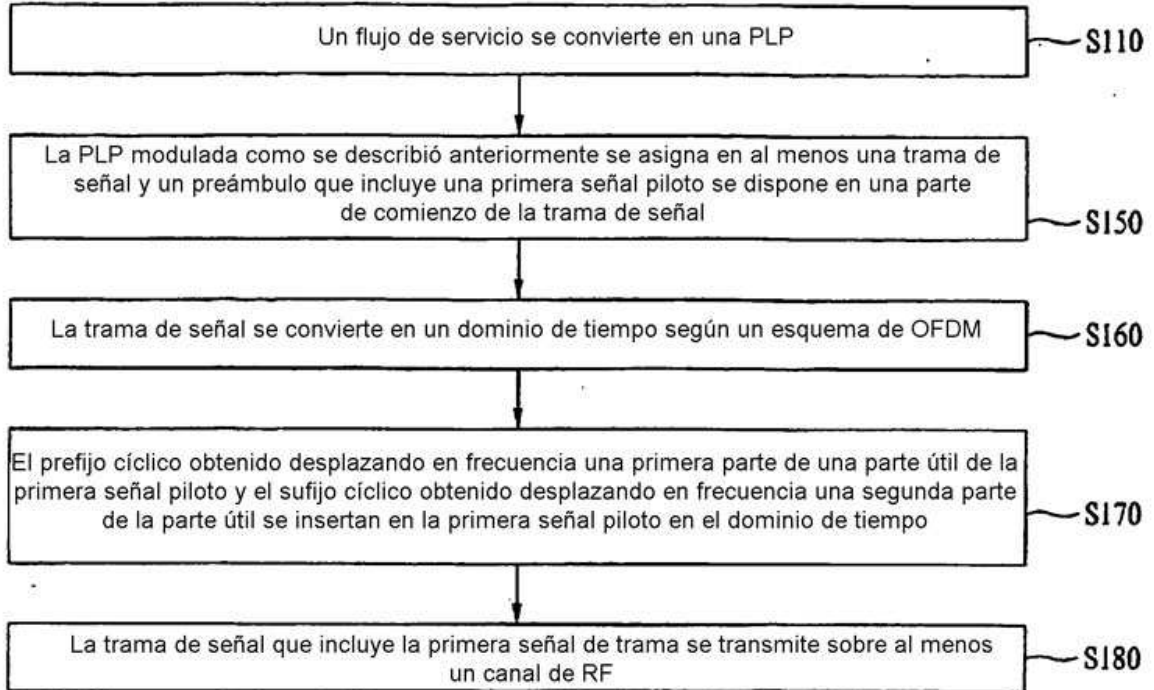 Un flujo de servicio se convierte en una PLP
S110
La PLP modulada como se describió anteriormente se asigna en al menos una trama de
señal y un preámbulo que incluye una primera señal piloto se dispone en una parte
de comienzo de la trama de señal
S150
La trama de señal se convierte en un dominio de tiempo según un esquema de OFDM
S160
El prefijo cíclico obtenido desplazando en frecuencia una primera parte de una parte útil de la
primera señal piloto y el sufijo cíclico obtenido desplazando en frecuencia una segunda parte
de la parte útil se insertan en la primera señal piloto en el dominio de tiempo
S170
La trama de señal que incluye la primera señal de trama se transmite sobre al menos
un canal de RF
S180